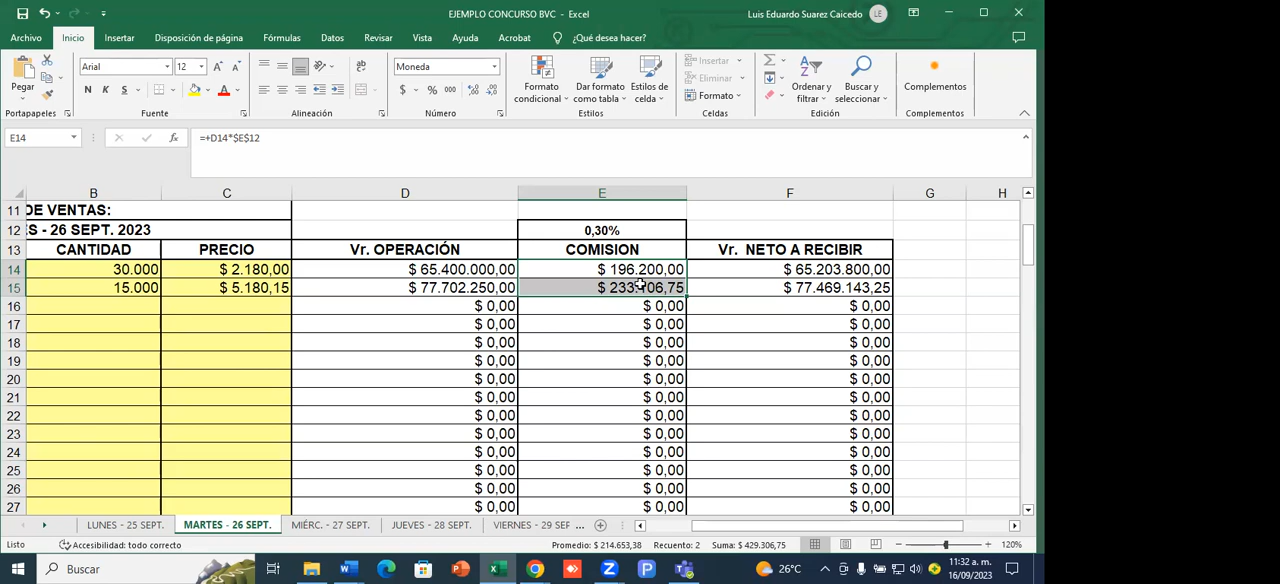 EJEMPLO CONCURSO BVC - Excel
Luis Eduardo Suarez Caicedo LE
Archivo Inicio Insertar Disposición de página Fórmulas Datos Revisar Vista Ayuda Acrobat ¿Qué desea hacer?
Pegar
Arial 12
N K S
Moneda
$ % 000
Formato condicional
Dar formato como tabla
Estilos de celda
Insertar
Eliminar
Formato
Ordenar y filtrar
Buscar y seleccionar
Complementos
Portapapeles Fuente Alineación Número Estilos Celdas Edición Complementos
E14 fx =+D14*$E$12
B C D E F G H
11 DE VENTAS:
12 S - 26 SEPT. 2023 0,30%
13 CANTIDAD PRECIO Vr. OPERACIÓN COMISION Vr. NETO A RECIBIR
14 30.000 $ 2.180,00 $ 65.400.000,00 $ 196.200,00 $ 65.203.800,00
15 15.000 $ 5.180,15 $ 77.702.250,00 $ 233.106,75 $ 77.469.143,25
16 $ 0,00 $ 0,00 $ 0,00
17 $ 0,00 $ 0,00 $ 0,00
18 $ 0,00 $ 0,00 $ 0,00
19 $ 0,00 $ 0,00 $ 0,00
20 $ 0,00 $ 0,00 $ 0,00
21 $ 0,00 $ 0,00 $ 0,00
22 $ 0,00 $ 0,00 $ 0,00
23 $ 0,00 $ 0,00 $ 0,00
24 $ 0,00 $ 0,00 $ 0,00
25 $ 0,00 $ 0,00 $ 0,00
26 $ 0,00 $ 0,00 $ 0,00
27 $ 0,00 $ 0,00 $ 0,00
LUNES - 25 SEPT. MARTES - 26 SEPT. MIÉRC. - 27 SEPT. JUEVES - 28 SEPT. VIERNES - 29 SEP ...
Listo Accesibilidad: todo correcto Promedio: $ 214.653,38 Recuento: 2 Suma: $ 429.306,75 120%
Buscar 26°C 11:32 a. m.
16/09/2023